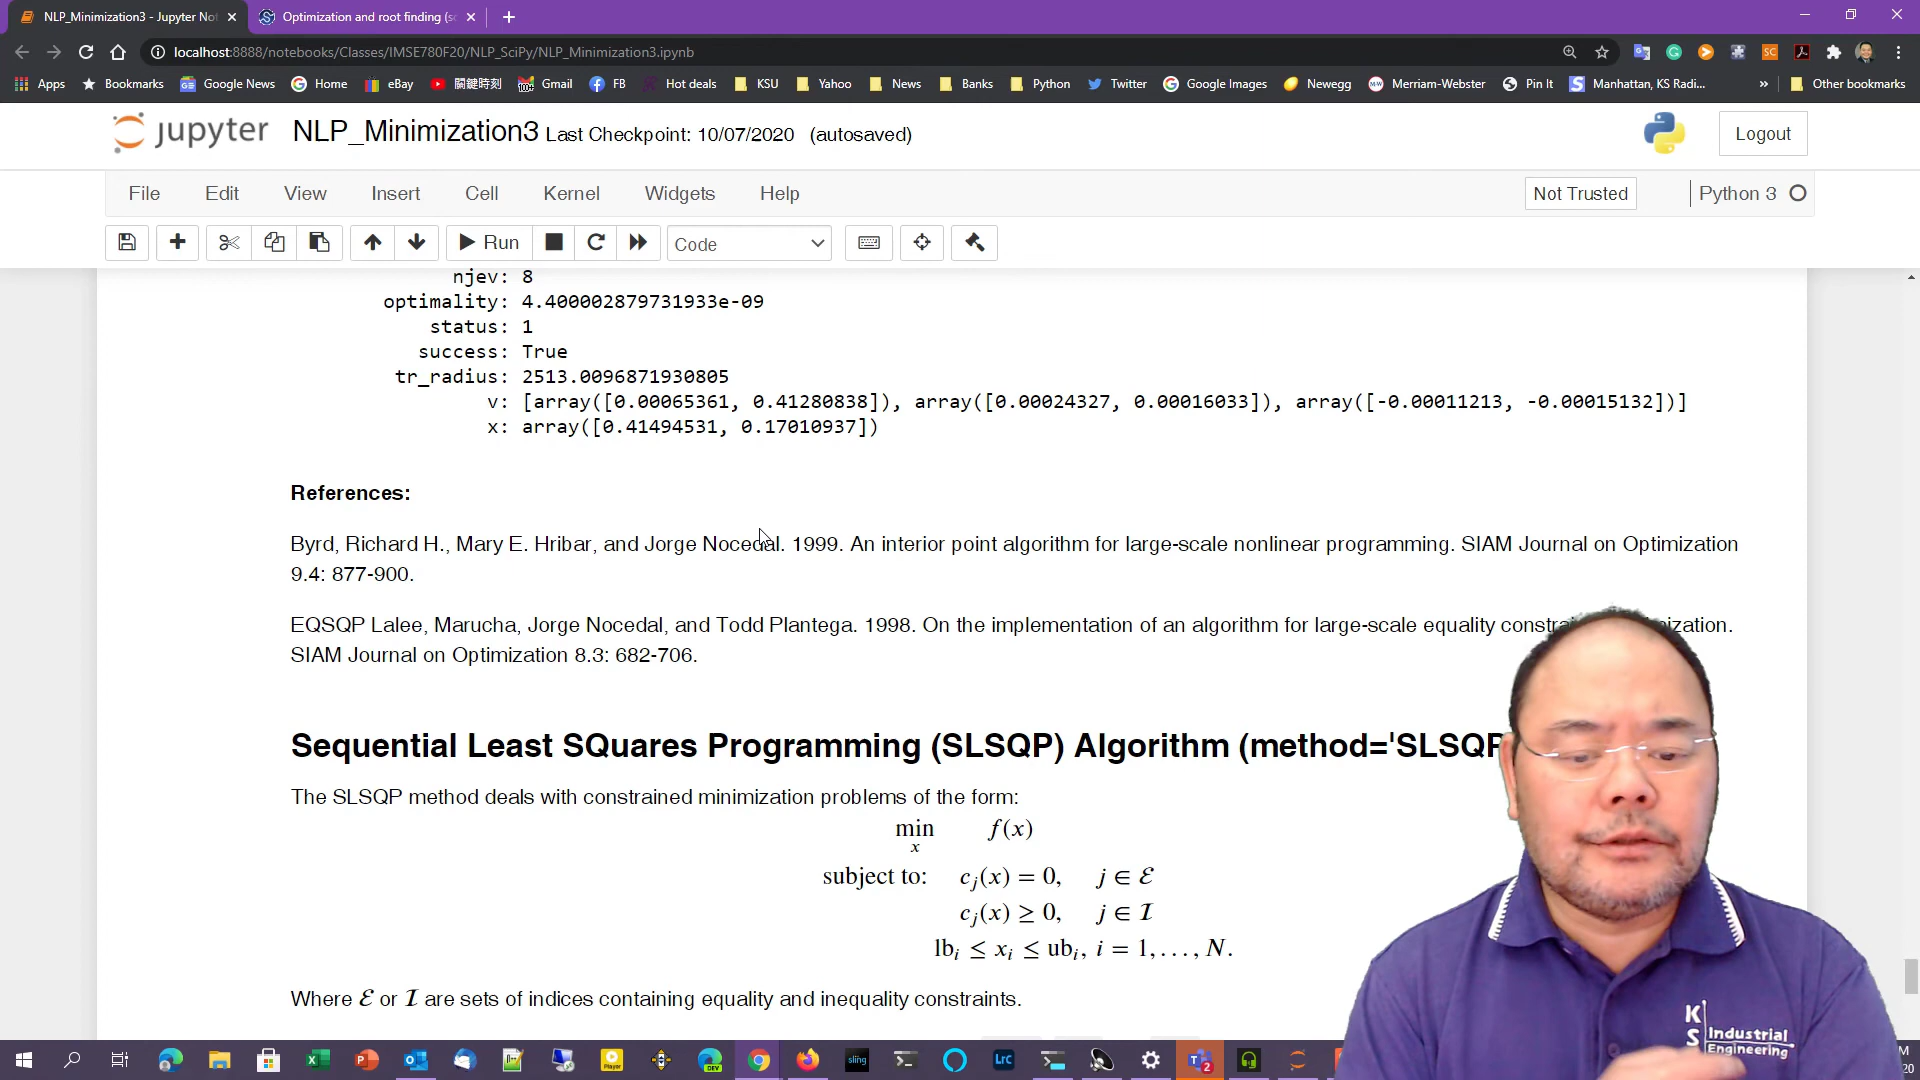 NLP_Minimization3 - Jupyter Not
Optimization and root finding (sc
localhost:8888/notebooks/Classes/IMSE780F20/NLP_SciPy/NLP_Minimization3.ipynb
Apps Bookmarks Google News Home eBay 關鍵時刻 Gmail FB Hot deals KSU Yahoo News Banks Python Twitter Google Images Newegg Merriam-Webster Pin It Manhattan, KS Radi... » Other bookmarks
jupyter NLP_Minimization3 Last Checkpoint: 10/07/2020 (autosaved) Logout
File Edit View Insert Cell Kernel Widgets Help Not Trusted Python 3
Run Code
njev: 8
optimality: 4.400002879731933e-09
status: 1
success: True
tr_radius: 2513.0096871930805
v: [array([0.00065361, 0.41280838]), array([0.00024327, 0.00016033]), array([-0.00011213, -0.00015132])]
x: array([0.41494531, 0.17010937])
References:
Byrd, Richard H., Mary E. Hribar, and Jorge Nocedal. 1999. An interior point algorithm for large-scale nonlinear programming. SIAM Journal on Optimization
9.4: 877-900.
EQSQP Lalee, Marucha, Jorge Nocedal, and Todd Plantega. 1998. On the implementation of an algorithm for large-scale equality constra ization.
SIAM Journal on Optimization 8.3: 682-706.
Sequential Least SQuares Programming (SLSQP) Algorithm (method='SLSQP
The SLSQP method deals with constrained minimization problems of the form:
min f(x)
x
subject to: cⱼ(x) = 0, j ∈ ℰ
cⱼ(x) ≥ 0, j ∈ ℐ
lbᵢ ≤ xᵢ ≤ ubᵢ, i = 1, . . . , N.
Where ℰ or ℐ are sets of indices containing equality and inequality constraints.
K
S Industrial
Engineering